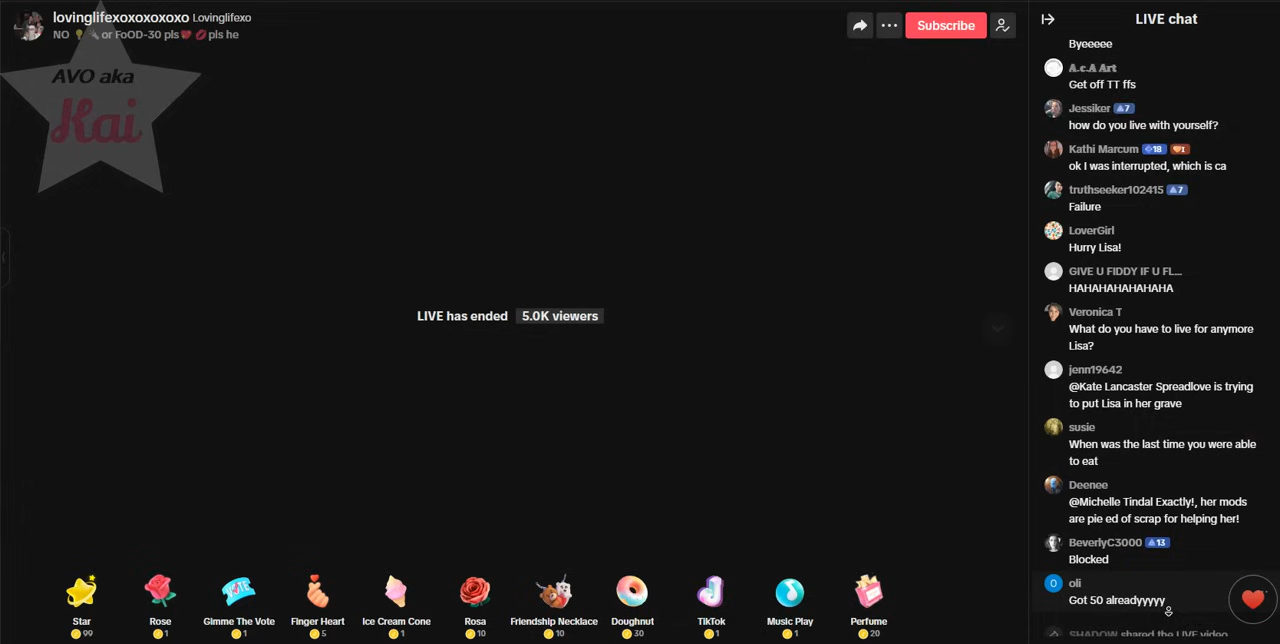 lovinglifexoxoxoxoxo Lovinglifexo
NO or FoOD-30 pls pls he
AVO aka
Kai
Subscribe
LIVE has ended 5.0K viewers
Star
99
Rose
1
Gimme The Vote
1
Finger Heart
5
Ice Cream Cone
1
Rosa
10
Friendship Necklace
10
Doughnut
30
TikTok
1
Music Play
1
Perfume
20
LIVE chat
Byeeeee
A.c.A Art
Get off TT ffs
Jessiker 7
how do you live with yourself?
Kathi Marcum 18 1
ok I was interrupted, which is ca
truthseeker102415 7
Failure
LoverGirl
Hurry Lisa!
GIVE U FIDDY IF U FL...
HAHAHAHAHAHAHA
Veronica T
What do you have to live for anymore
Lisa?
jenn19642
@Kate Lancaster Spreadlove is trying
to put Lisa in her grave
susie
When was the last time you were able
to eat
Deenee
@Michelle Tindal Exactly!, her mods
are pie ed of scrap for helping her!
BeverlyC3000 13
Blocked
O
oli
Got 50 alreadyyyyy
SHADOW shared the LIVE video